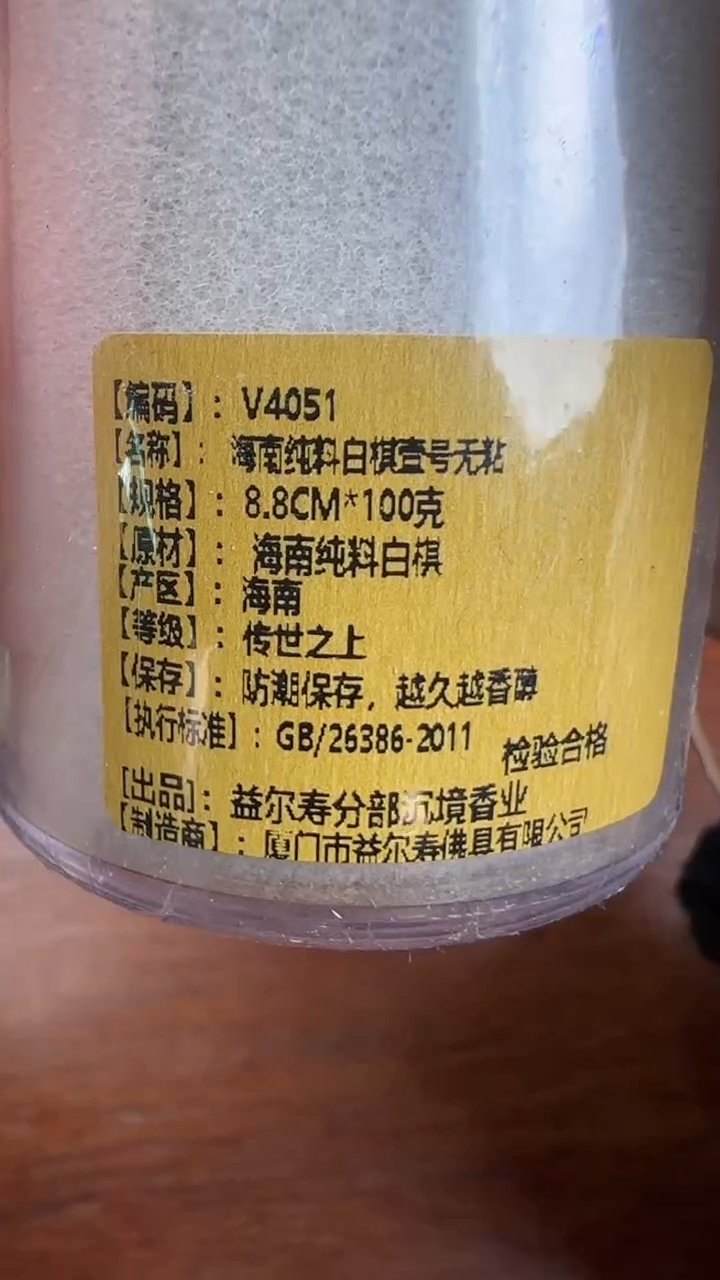 【编码】：V4051
【名称】：海南纯料白棋壹号无粘
【规格】：8.8CM*100克
【原材】：海南纯料白棋
【产区】：海南
【等级】：传世之上
【保存】：防潮保存，越久越香醇
【执行标准】：GB/26386-2011 检验合格
【出品】：益尔寿分部沉境香业
【制造商】：厦门市益尔寿佛具有限公司